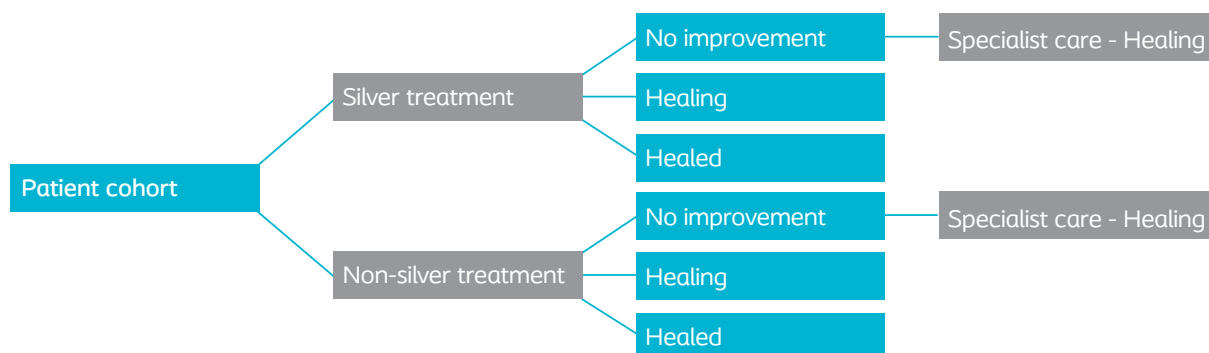 No improvement
Specialist care - Healing
Silver treatment
Healing
Healed
Patient cohort
No improvement
Specialist care - Healing
Non-silver treatment
Healing
Healed